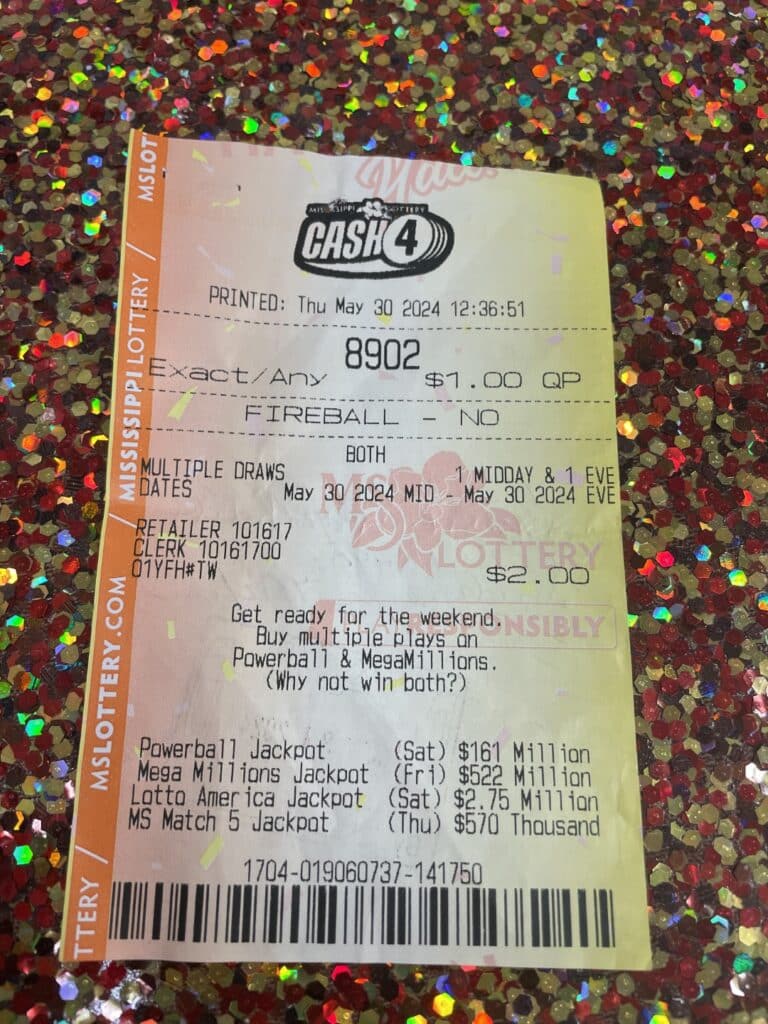 MISSISSIPPI LOTTERY
CASH 4
PRINTED: Thu May 30 2024 12:36:51
8902
Exact/Any $1.00 QP
FIREBALL - NO
BOTH
MULTIPLE DRAWS 1 MIDDAY & 1 EVE
DATES May 30 2024 MID - May 30 2024 EVE
MS LOTTERY
RETAILER 101617
CLERK 10161700
01YFH#TW $2.00
Get ready for the weekend.
Buy multiple plays on
Powerball & MegaMillions.
(Why not win both?)
RESPONSIBLY
Powerball Jackpot (Sat) $161 Million
Mega Millions Jackpot (Fri) $522 Million
Lotto America Jackpot (Sat) $2.75 Million
MS Match 5 Jackpot (Thu) $570 Thousand
1704-019060737-141750
TTERY / MSLOTTERY.COM / MISSISSIPPI LOTTERY / MSLOT